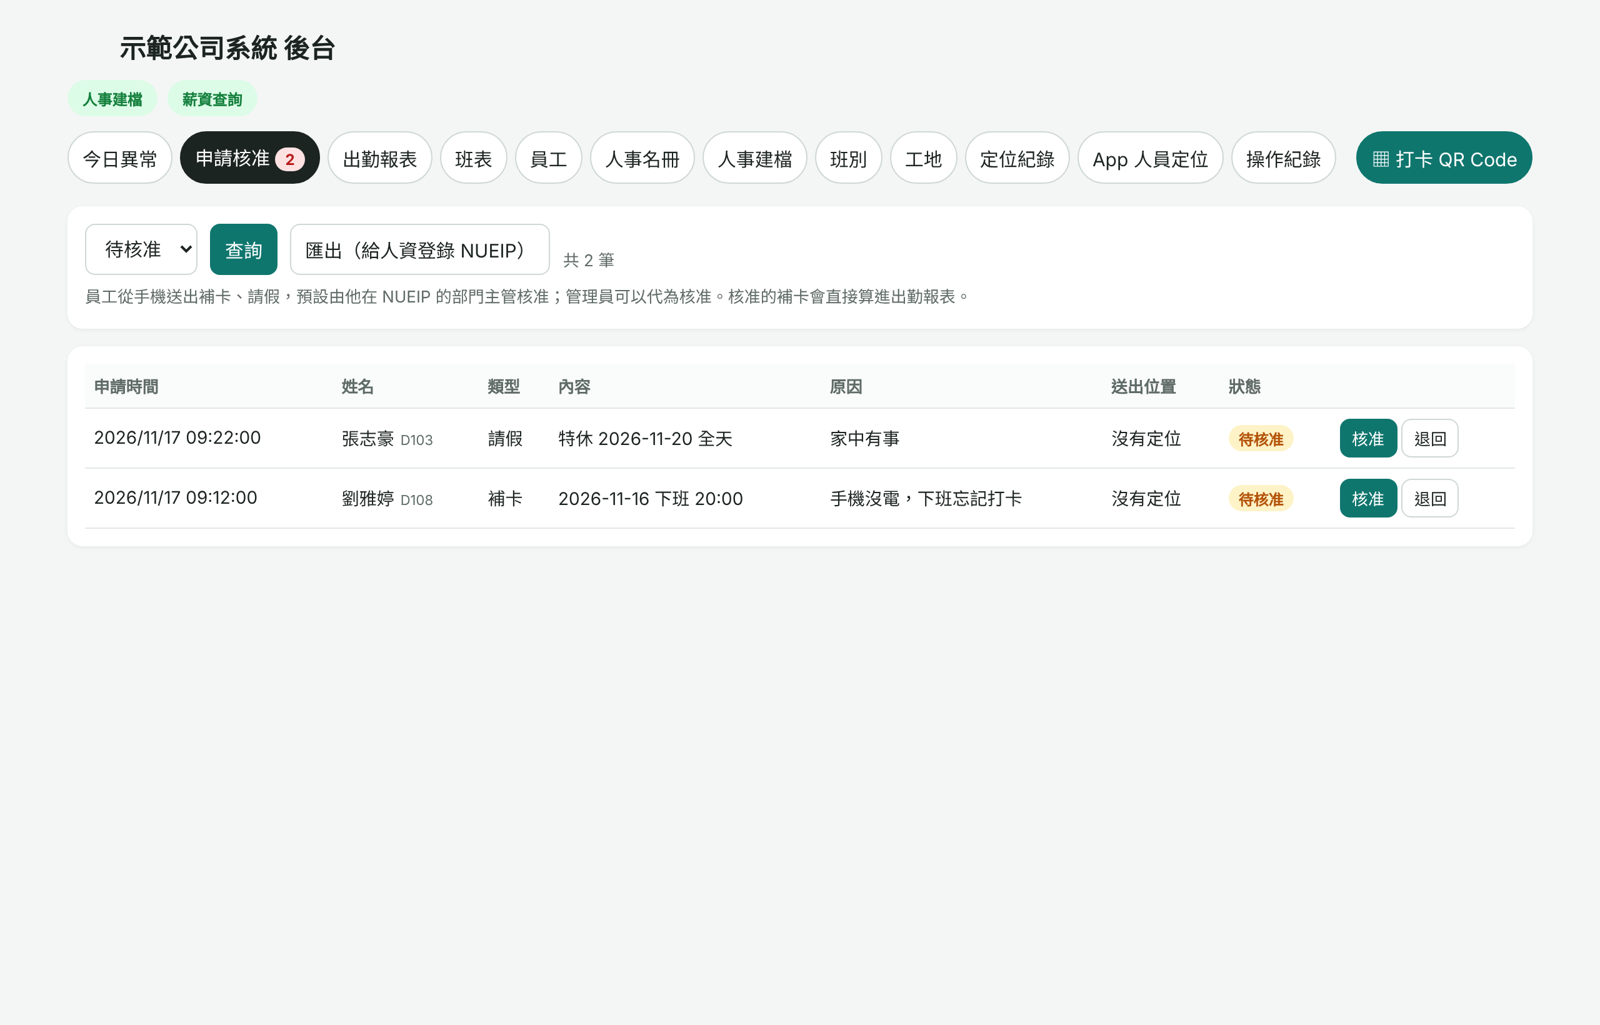 示範公司系統 後台
人事建檔 薪資查詢
今日異常 申請核准 2 出勤報表 班表 員工 人事名冊 人事建檔 班別 工地 定位紀錄 App 人員定位 操作紀錄 ▦ 打卡 QR Code
待核准 查詢 匯出（給人資登錄 NUEIP） 共 2 筆
員工從手機送出補卡、請假，預設由他在 NUEIP 的部門主管核准；管理員可以代為核准。核准的補卡會直接算進出勤報表。
申請時間 姓名 類型 內容 原因 送出位置 狀態
2026/11/17 09:22:00 張志豪 D103 請假 特休 2026-11-20 全天 家中有事 沒有定位 待核准 核准 退回
2026/11/17 09:12:00 劉雅婷 D108 補卡 2026-11-16 下班 20:00 手機沒電，下班忘記打卡 沒有定位 待核准 核准 退回